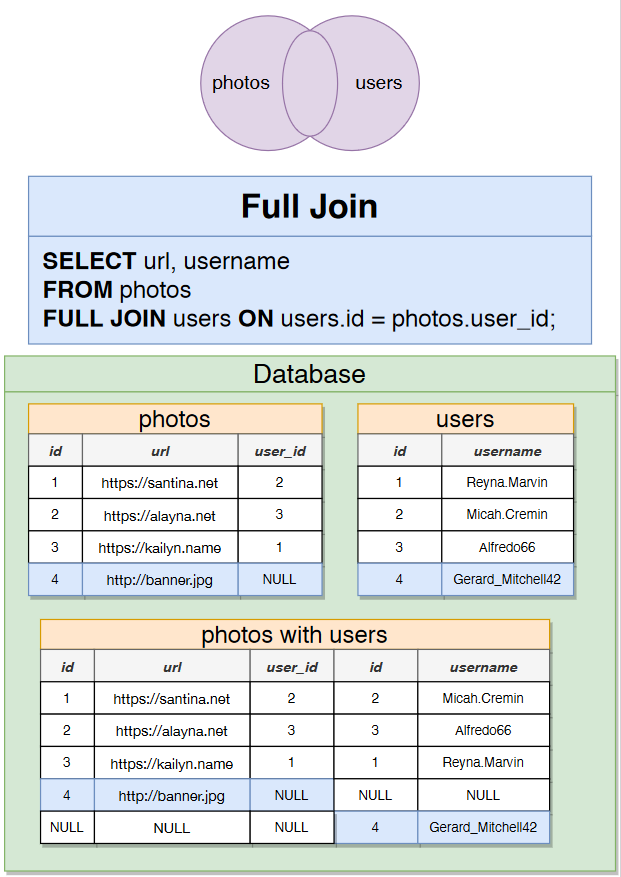 photos users
Full Join
SELECT url, username
FROM photos
FULL JOIN users ON users.id = photos.user_id;
Database
photos
id url user_id
1 https://santina.net 2
2 https://alayna.net 3
3 https://kailyn.name 1
4 http://banner.jpg NULL
users
id username
1 Reyna.Marvin
2 Micah.Cremin
3 Alfredo66
4 Gerard_Mitchell42
photos with users
id url user_id id username
1 https://santina.net 2 2 Micah.Cremin
2 https://alayna.net 3 3 Alfredo66
3 https://kailyn.name 1 1 Reyna.Marvin
4 http://banner.jpg NULL NULL NULL
NULL NULL NULL 4 Gerard_Mitchell42